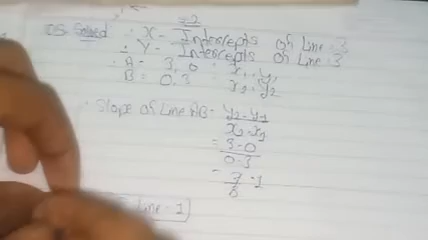 Solved X - Intercepts of Line = 3
Y - Intercepts of Line = 3
A = 3, 0 x₁, y₁
B = 0, 3 x₂, y₂
Slope of Line AB = y₂ - y₁
x₂ - x₁
= 3 - 0
0 - 3
=
Line - 1